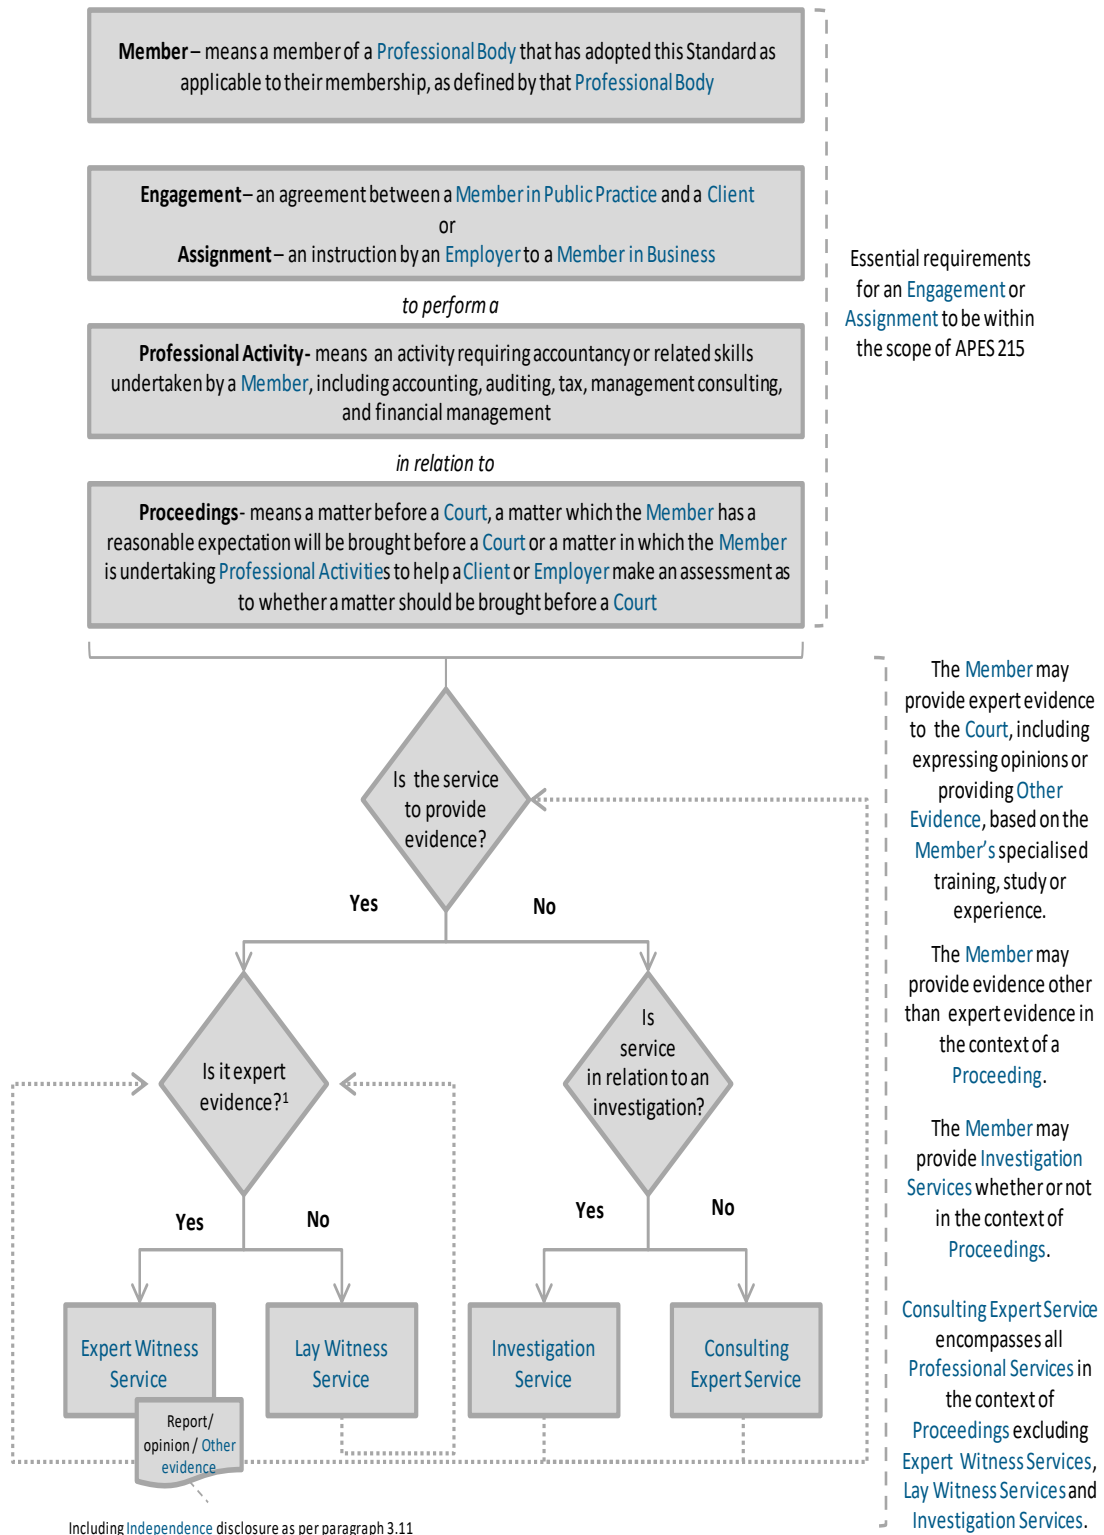 Member – means a member of a Professional Body that has adopted this Standard as
applicable to their membership, as defined by that Professional Body
Engagement – an agreement between a Member in Public Practice and a Client
or
Assignment – an instruction by an Employer to a Member in Business
to perform a
Professional Activity- means an activity requiring accountancy or related skills
undertaken by a Member, including accounting, auditing, tax, management consulting,
and financial management
in relation to
Proceedings- means a matter before a Court, a matter which the Member has a
reasonable expectation will be brought before a Court or a matter in which the Member
is undertaking Professional Activities to help a Client or Employer make an assessment as
to whether a matter should be brought before a Court
Essential requirements
for an Engagement or
Assignment to be within
the scope of APES 215
Is the service
to provide
evidence?
Yes
No
Is it expert
evidence?¹
Is
service
in relation to an
investigation?
Yes
No
Yes
No
Expert Witness
Service
Lay Witness
Service
Investigation
Service
Consulting
Expert Service
Report/
opinion / Other
evidence
Including Independence disclosure as per paragraph 3.11
The Member may
provide expert evidence
to the Court, including
expressing opinions or
providing Other
Evidence, based on the
Member's specialised
training, study or
experience.
The Member may
provide evidence other
than expert evidence in
the context of a
Proceeding.
The Member may
provide Investigation
Services whether or not
in the context of
Proceedings.
Consulting Expert Service
encompasses all
Professional Services in
the context of
Proceedings excluding
Expert Witness Services,
Lay Witness Services and
Investigation Services.